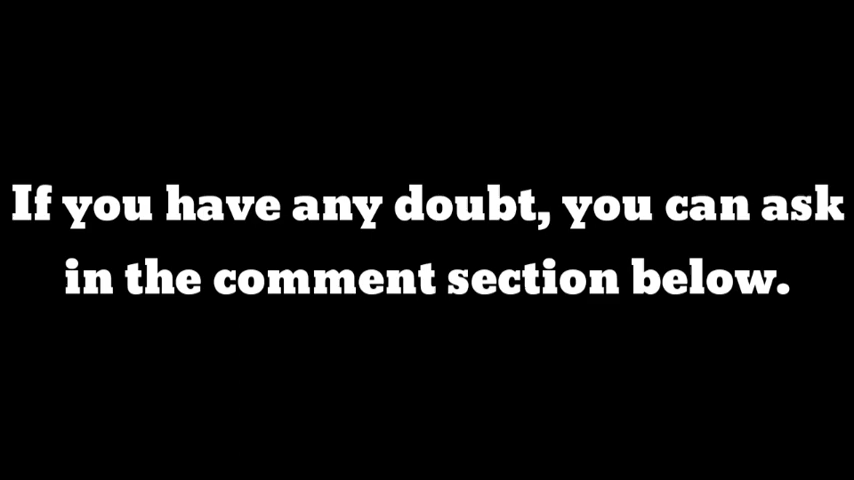 If you have any doubt, you can ask
in the comment section below.